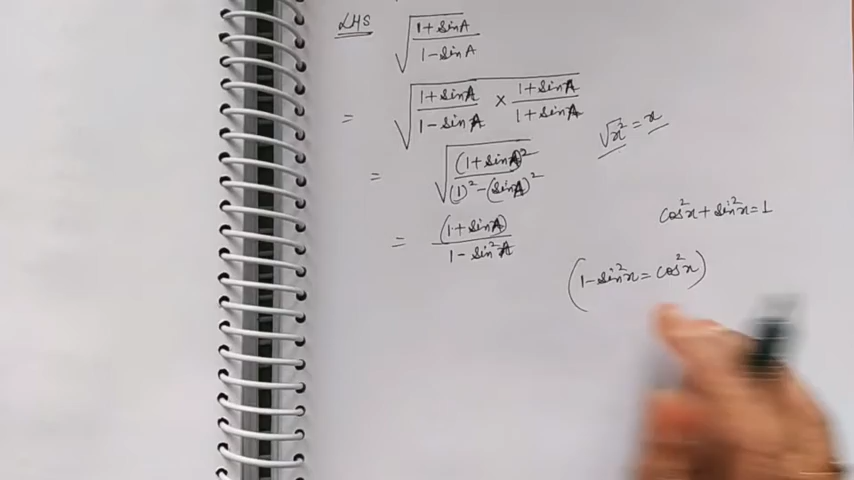 LHS √((1+sinA)/(1-sinA))
= √((1+sinA)/(1-sinA) × (1+sinA)/(1+sinA))
√x² = x
= √((1+sinA)²/((1)²-(sinA)²))
cos²x + sin²x = 1
= (1+sinA)/(1-sin²A)
(1-sin²x = cos²x)